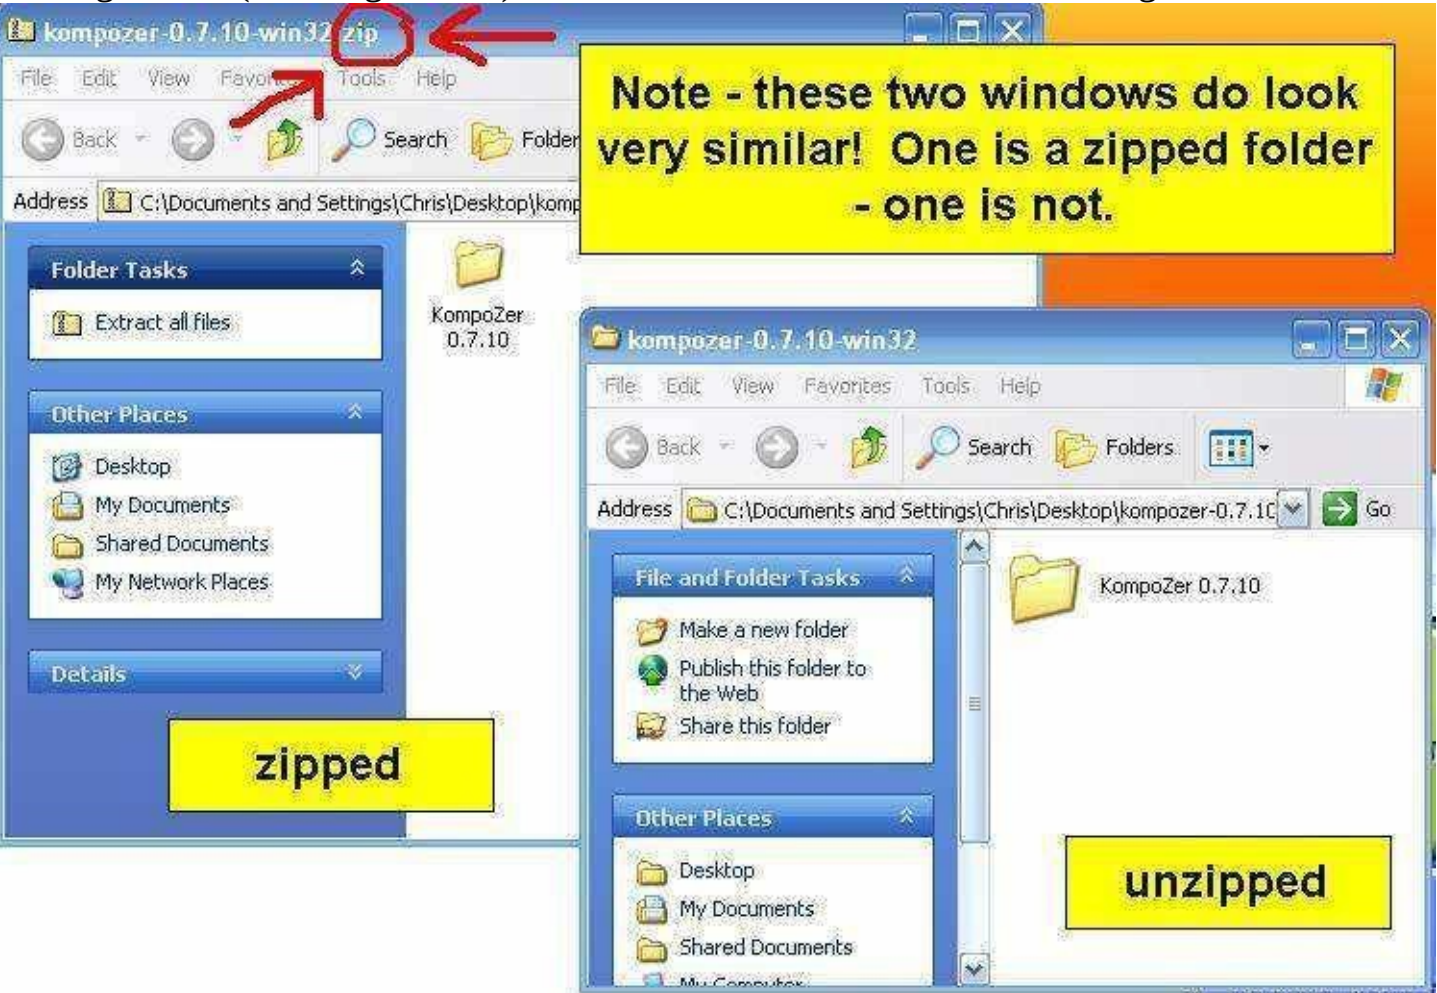 kompozer-0.7.10-win32.zip
File Edit View Tools Help
Back Search Folder
Address C:\Documents and Settings\Chris\Desktop\komp
Note - these two windows do look
very similar! One is a zipped folder
- one is not.
Folder Tasks
Extract all files
Other Places
Desktop
My Documents
Shared Documents
My Network Places
Details
KompoZer
0.7.10
zipped
kompozer-0.7.10-win32
File Edit View Favorites Tools Help
Back Search Folders
Address C:\Documents and Settings\Chris\Desktop\kompozer-0.7.10 Go
File and Folder Tasks
Make a new folder
Publish this folder to
the Web
Share this folder
Other Places
Desktop
My Documents
Shared Documents
My Computer
KompoZer 0.7.10
unzipped